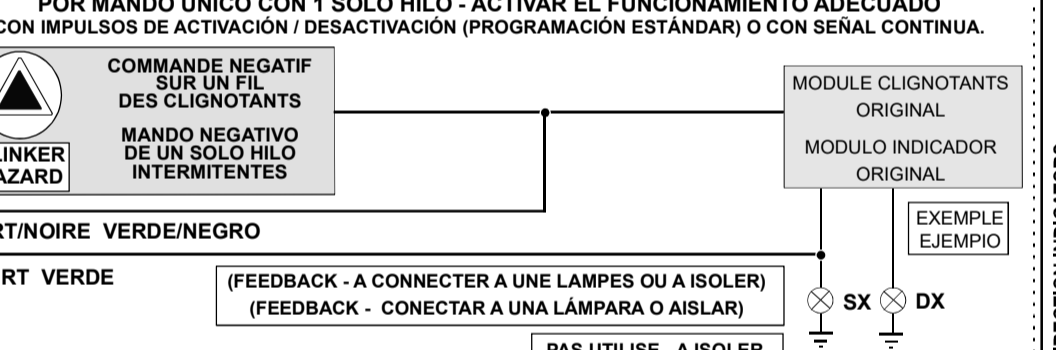 POR MANDO ÚNICO CON 1 SOLO HILO - ACTIVAR EL FUNCIONAMIENTO ADECUADO
CON IMPULSOS DE ACTIVACIÓN / DESACTIVACIÓN (PROGRAMACIÓN ESTÁNDAR) O CON SEÑAL CONTINUA.
COMMANDE NEGATIF
SUR UN FIL
DES CLIGNOTANTS
MANDO NEGATIVO
DE UN SOLO HILO
INTERMITENTES
LINKER
AZARD
MODULE CLIGNOTANTS
ORIGINAL
MODULO INDICADOR
ORIGINAL
EXEMPLE
EJEMPIO
RT/NOIRE VERDE/NEGRO
RT VERDE
(FEEDBACK - A CONNECTER A UNE LAMPES OU A ISOLER)
(FEEDBACK - CONECTAR A UNA LÁMPARA O AISLAR)
SX
DX
PAS UTILISE - A ISOLER